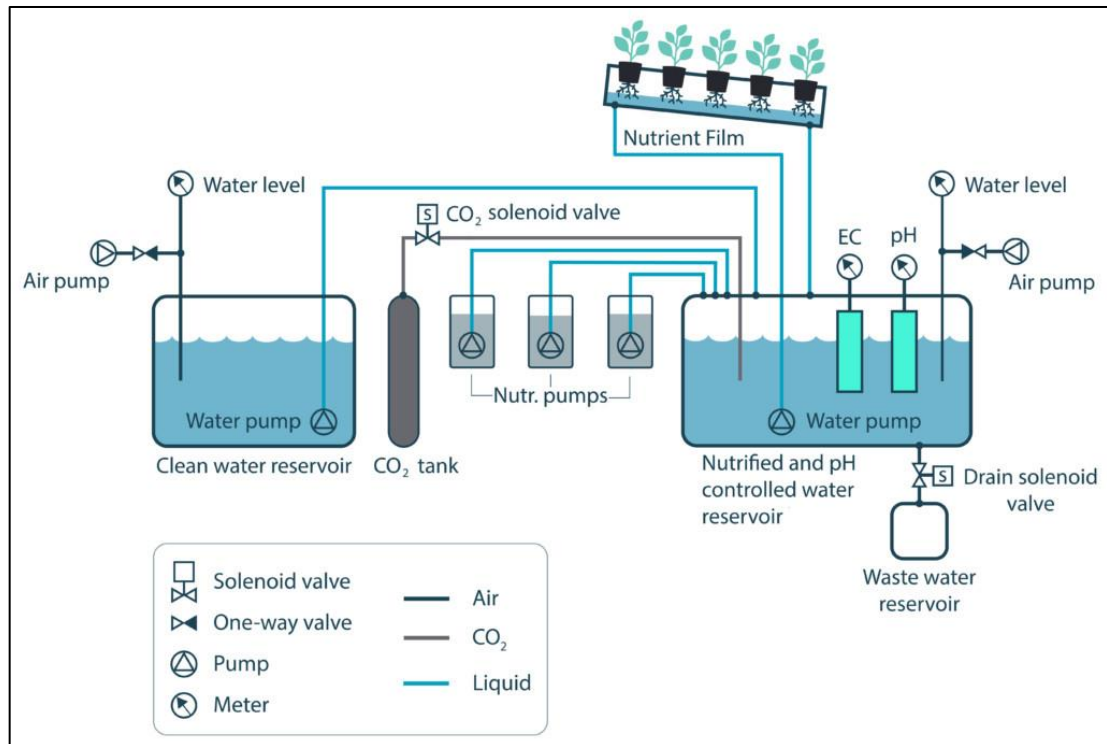 Nutrient Film
Water level
Water level
CO₂ solenoid valve
S
EC
pH
Air pump
Air pump
Nutr. pumps
Water pump
Water pump
Clean water reservoir
CO₂ tank
Nutrified and pH
controlled water
reservoir
S
Drain solenoid
valve
Waste water
reservoir
Solenoid valve
One-way valve
Pump
Meter
Air
CO₂
Liquid